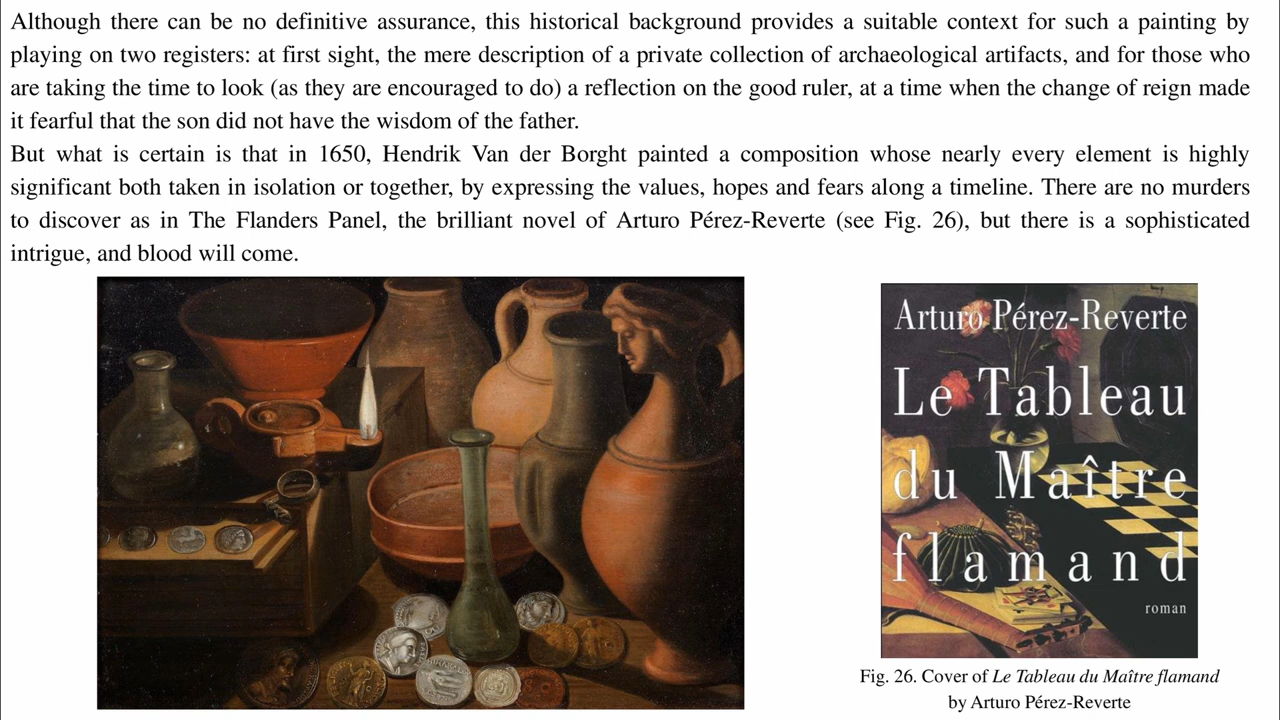 Although there can be no definitive assurance, this historical background provides a suitable context for such a painting by
playing on two registers: at first sight, the mere description of a private collection of archaeological artifacts, and for those who
are taking the time to look (as they are encouraged to do) a reflection on the good ruler, at a time when the change of reign made
it fearful that the son did not have the wisdom of the father.
But what is certain is that in 1650, Hendrik Van der Borght painted a composition whose nearly every element is highly
significant both taken in isolation or together, by expressing the values, hopes and fears along a timeline. There are no murders
to discover as in The Flanders Panel, the brilliant novel of Arturo Pérez-Reverte (see Fig. 26), but there is a sophisticated
intrigue, and blood will come.
Arturo Pérez-Reverte
Le Tableau
du Maître
flamand
roman
Fig. 26. Cover of Le Tableau du Maître flamand
by Arturo Pérez-Reverte